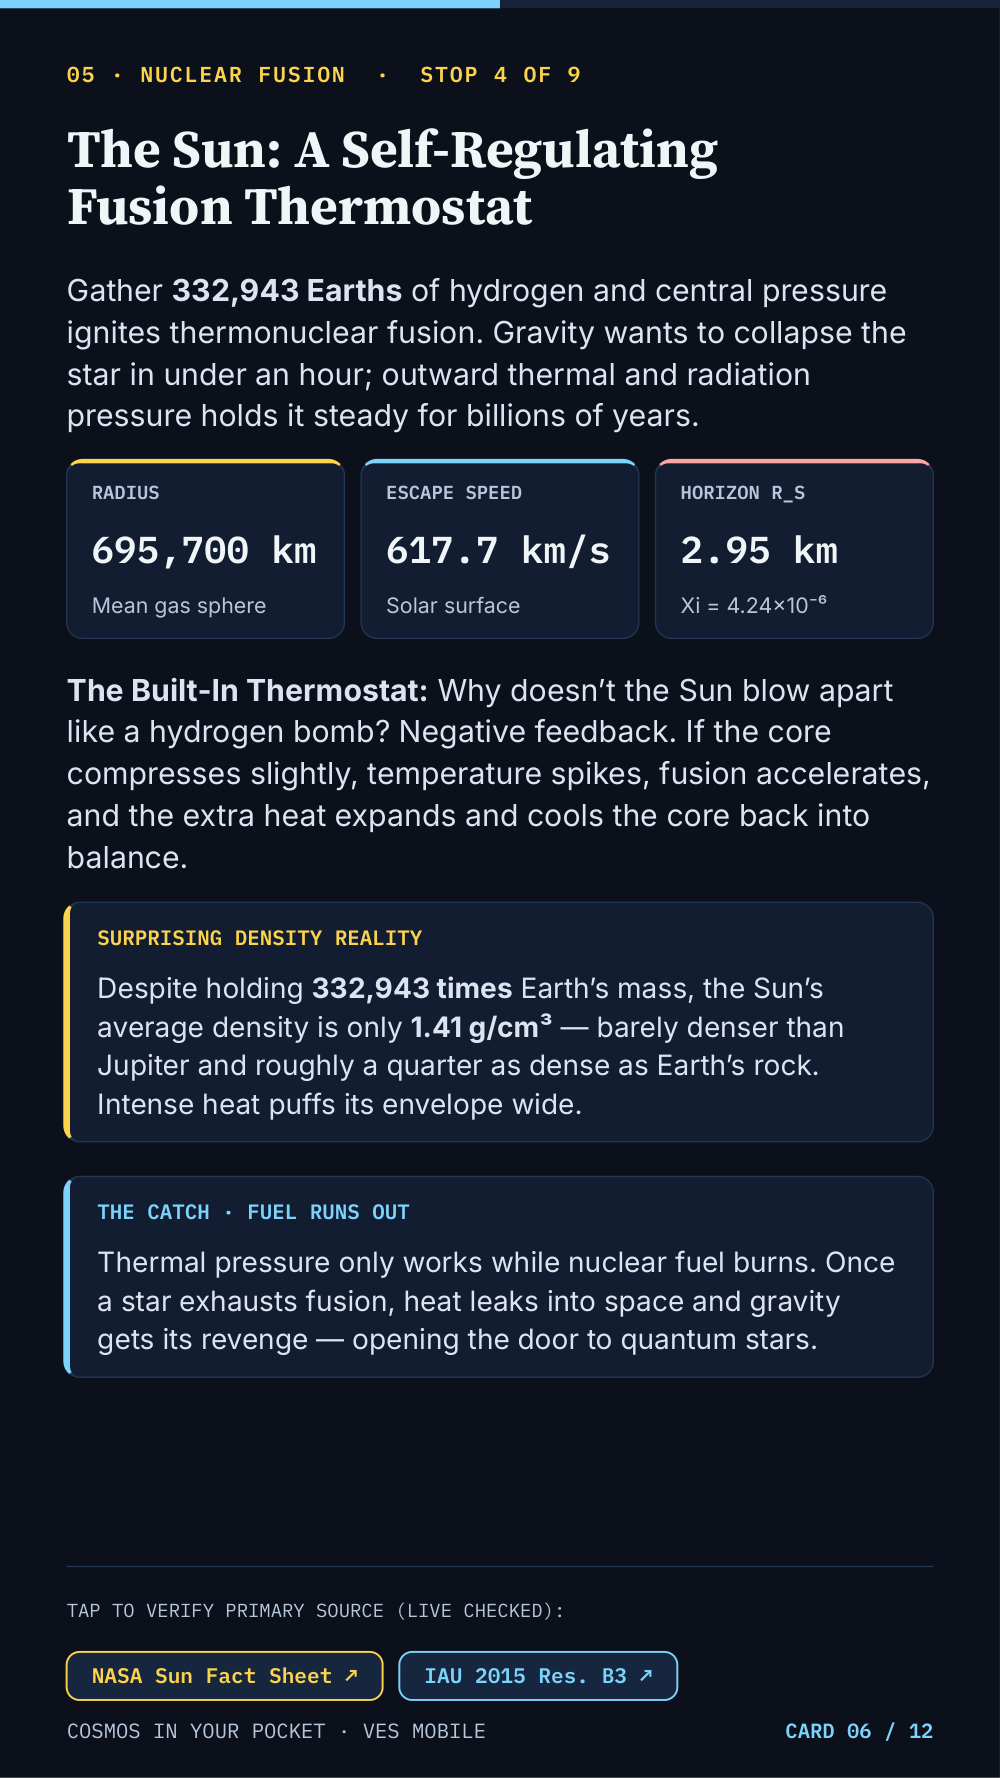 05 · NUCLEAR FUSION · STOP 4 OF 9
The Sun: A Self-Regulating
Fusion Thermostat
Gather 332,943 Earths of hydrogen and central pressure
ignites thermonuclear fusion. Gravity wants to collapse the
star in under an hour; outward thermal and radiation
pressure holds it steady for billions of years.
RADIUS
695,700 km
Mean gas sphere
ESCAPE SPEED
617.7 km/s
Solar surface
HORIZON R_S
2.95 km
Xi = 4.24×10⁻⁶
The Built-In Thermostat: Why doesn’t the Sun blow apart
like a hydrogen bomb? Negative feedback. If the core
compresses slightly, temperature spikes, fusion accelerates,
and the extra heat expands and cools the core back into
balance.
SURPRISING DENSITY REALITY
Despite holding 332,943 times Earth’s mass, the Sun’s
average density is only 1.41 g/cm³ — barely denser than
Jupiter and roughly a quarter as dense as Earth’s rock.
Intense heat puffs its envelope wide.
THE CATCH · FUEL RUNS OUT
Thermal pressure only works while nuclear fuel burns. Once
a star exhausts fusion, heat leaks into space and gravity
gets its revenge — opening the door to quantum stars.
TAP TO VERIFY PRIMARY SOURCE (LIVE CHECKED):
NASA Sun Fact Sheet ↗
IAU 2015 Res. B3 ↗
COSMOS IN YOUR POCKET · VES MOBILE
CARD 06 / 12